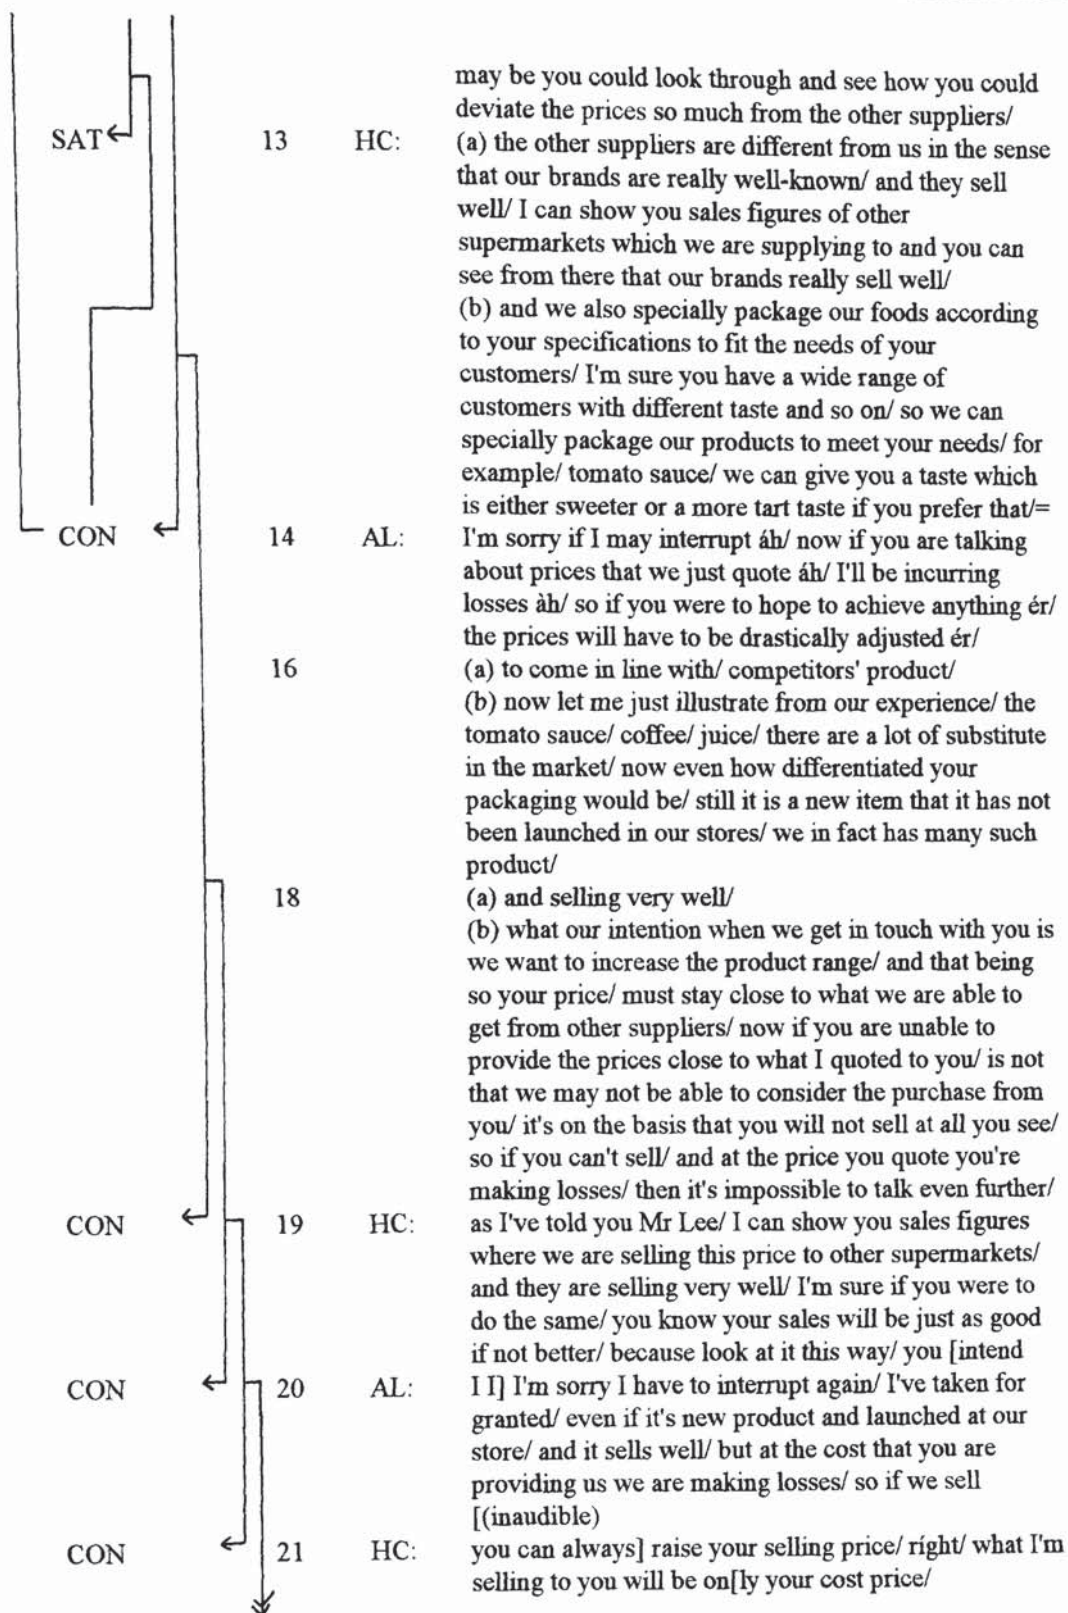 may be you could look through and see how you could
deviate the prices so much from the other suppliers/
SAT 13 HC: (a) the other suppliers are different from us in the sense
that our brands are really well-known/ and they sell
well/ I can show you sales figures of other
supermarkets which we are supplying to and you can
see from there that our brands really sell well/
(b) and we also specially package our foods according
to your specifications to fit the needs of your
customers/ I'm sure you have a wide range of
customers with different taste and so on/ so we can
specially package our products to meet your needs/ for
example/ tomato sauce/ we can give you a taste which
is either sweeter or a more tart taste if you prefer that/=
CON 14 AL: I'm sorry if I may interrupt áh/ now if you are talking
about prices that we just quote áh/ I'll be incurring
losses àh/ so if you were to hope to achieve anything ér/
the prices will have to be drastically adjusted ér/
16 (a) to come in line with/ competitors' product/
(b) now let me just illustrate from our experience/ the
tomato sauce/ coffee/ juice/ there are a lot of substitute
in the market/ now even how differentiated your
packaging would be/ still it is a new item that it has not
been launched in our stores/ we in fact has many such
product/
18 (a) and selling very well/
(b) what our intention when we get in touch with you is
we want to increase the product range/ and that being
so your price/ must stay close to what we are able to
get from other suppliers/ now if you are unable to
provide the prices close to what I quoted to you/ is not
that we may not be able to consider the purchase from
you/ it's on the basis that you will not sell at all you see/
so if you can't sell/ and at the price you quote you're
making losses/ then it's impossible to talk even further/
CON 19 HC: as I've told you Mr Lee/ I can show you sales figures
where we are selling this price to other supermarkets/
and they are selling very well/ I'm sure if you were to
do the same/ you know your sales will be just as good
if not better/ because look at it this way/ you [intend
CON 20 AL: I I] I'm sorry I have to interrupt again/ I've taken for
granted/ even if it's new product and launched at our
store/ and it sells well/ but at the cost that you are
providing us we are making losses/ so if we sell
[(inaudible)
CON 21 HC: you can always] raise your selling price/ ríght/ what I'm
selling to you will be on[ly your cost price/